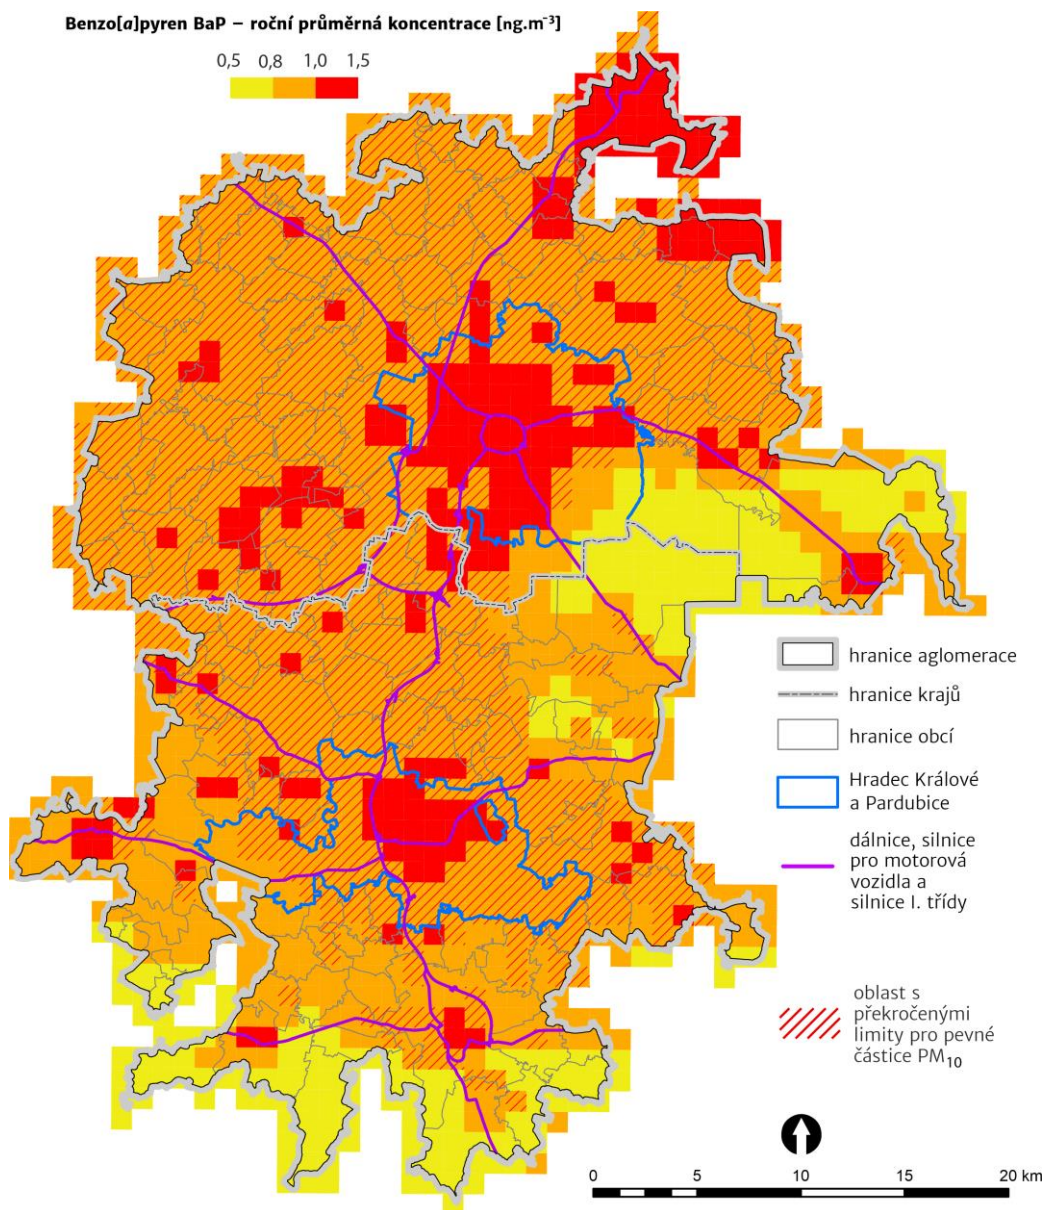 Benzo[a]pyren BaP – roční průměrná koncentrace [ng.m⁻³]
0,5 0,8 1,0 1,5
hranice aglomerace
hranice krajů
hranice obcí
Hradec Králové
a Pardubice
dálnice, silnice
pro motorová
vozidla a
silnice I. třídy
oblast s
překročenými
limity pro pevné
částice PM₁₀
0 5 10 15 20 km